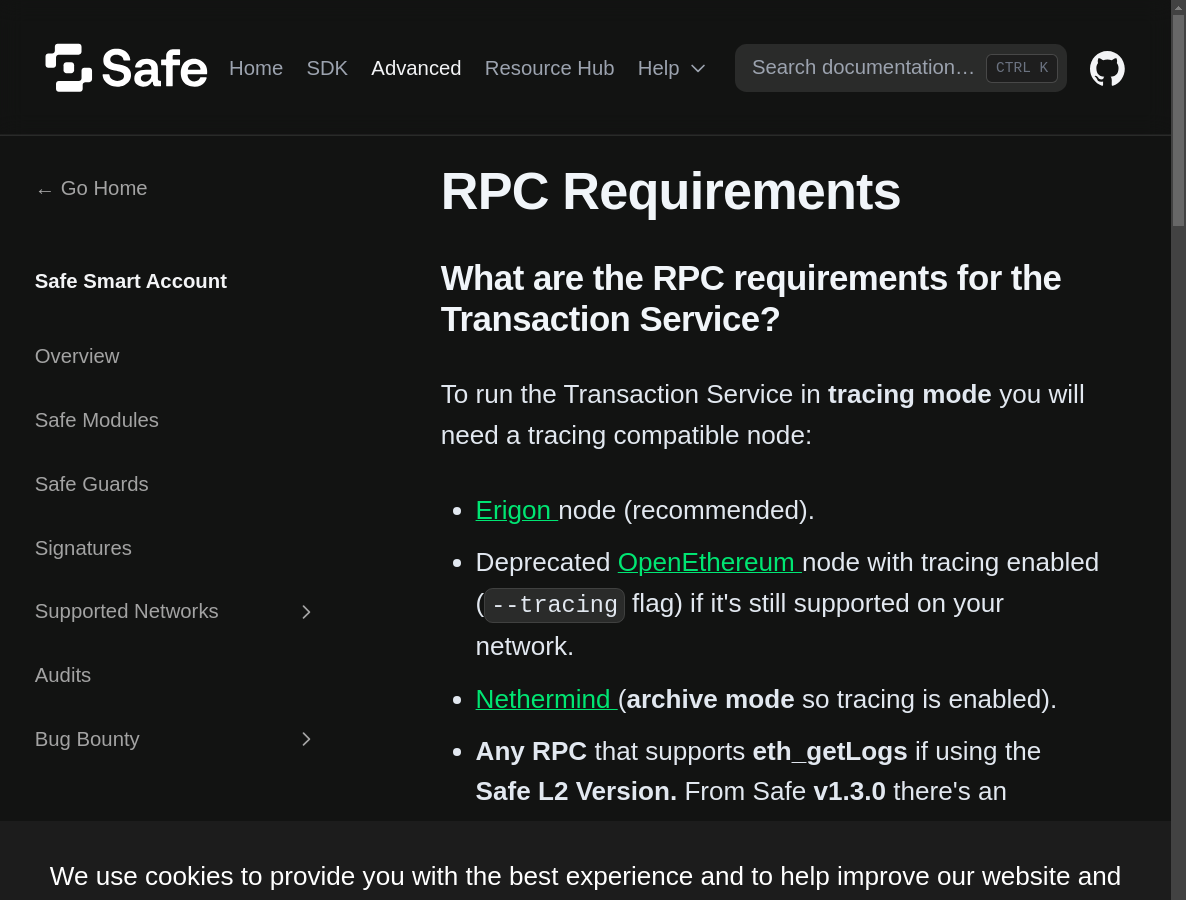 Safe
Home
SDK
Advanced
Resource Hub
Help
Search documentation…
CTRL K
← Go Home
Safe Smart Account
Overview
Safe Modules
Safe Guards
Signatures
Supported Networks
Audits
Bug Bounty
RPC Requirements
What are the RPC requirements for the
Transaction Service?
To run the Transaction Service in tracing mode you will
need a tracing compatible node:
• Erigon node (recommended).
• Deprecated OpenEthereum node with tracing enabled
(--tracing flag) if it's still supported on your
network.
• Nethermind (archive mode so tracing is enabled).
• Any RPC that supports eth_getLogs if using the
Safe L2 Version. From Safe v1.3.0 there's an
We use cookies to provide you with the best experience and to help improve our website and